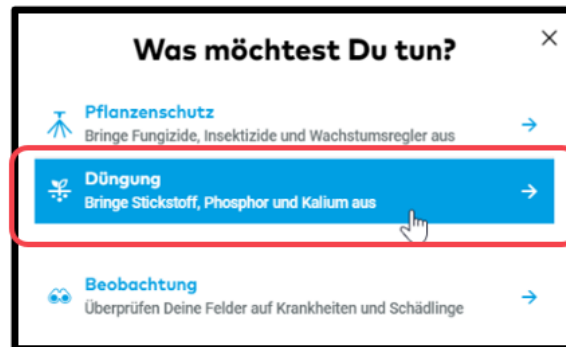 Was möchtest Du tun?
Pflanzenschutz
Bringe Fungizide, Insektizide und Wachstumsregler aus
Düngung
Bringe Stickstoff, Phosphor und Kalium aus
Beobachtung
Überprüfen Deine Felder auf Krankheiten und Schädlinge